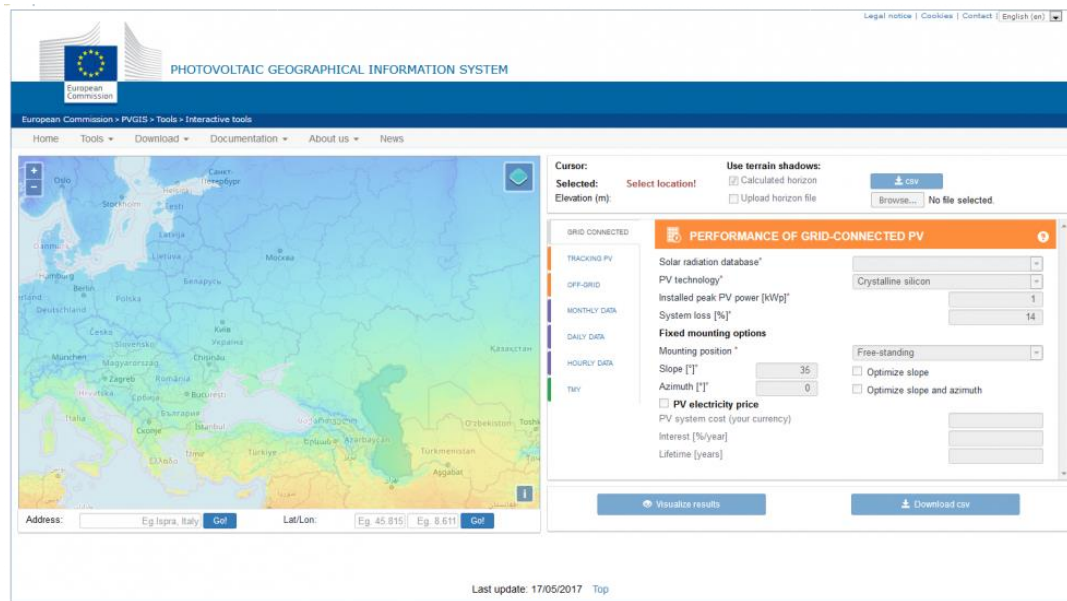 Legal notice | Cookies | Contact | English (en)
European
Commission
PHOTOVOLTAIC GEOGRAPHICAL INFORMATION SYSTEM
European Commission > PVGIS > Tools > Interactive tools
Home Tools Download Documentation About us News
+
-
Oslo
Санкт-
Петербург
Helsinki
Stockholm
Eesti
Latvija
Danmark
Lietuva
Москва
Hamburg
Berlin
Беларусь
Polska
Deutschland
Česko
Київ
Slovensko
Україна
Казахстан
München
Magyarország
Chișinău
Zagreb
România
Hrvatska
Србија
București
Italia
България
Скопје
İstanbul
O'zbekiston
Toshk
Azərbaycan
Ελλάδα
İzmir
Türkiye
Türkmenistan
Aşgabat
i
Address: Eg.Ispra, Italy Go! Lat/Lon: Eg. 45.815 Eg. 8.611 Go!
Cursor:
Selected: Select location!
Elevation (m):
Use terrain shadows:
Calculated horizon
csv
Upload horizon file
Browse... No file selected.
GRID CONNECTED
TRACKING PV
OFF-GRID
MONTHLY DATA
DAILY DATA
HOURLY DATA
TMY
PERFORMANCE OF GRID-CONNECTED PV ?
Solar radiation database*
PV technology* Crystalline silicon
Installed peak PV power [kWp]* 1
System loss [%]* 14
Fixed mounting options
Mounting position * Free-standing
Slope [°]* 35 Optimize slope
Azimuth [°]* 0 Optimize slope and azimuth
PV electricity price
PV system cost (your currency)
Interest [%/year]
Lifetime [years]
Visualize results
Download csv
Last update: 17/05/2017 Top